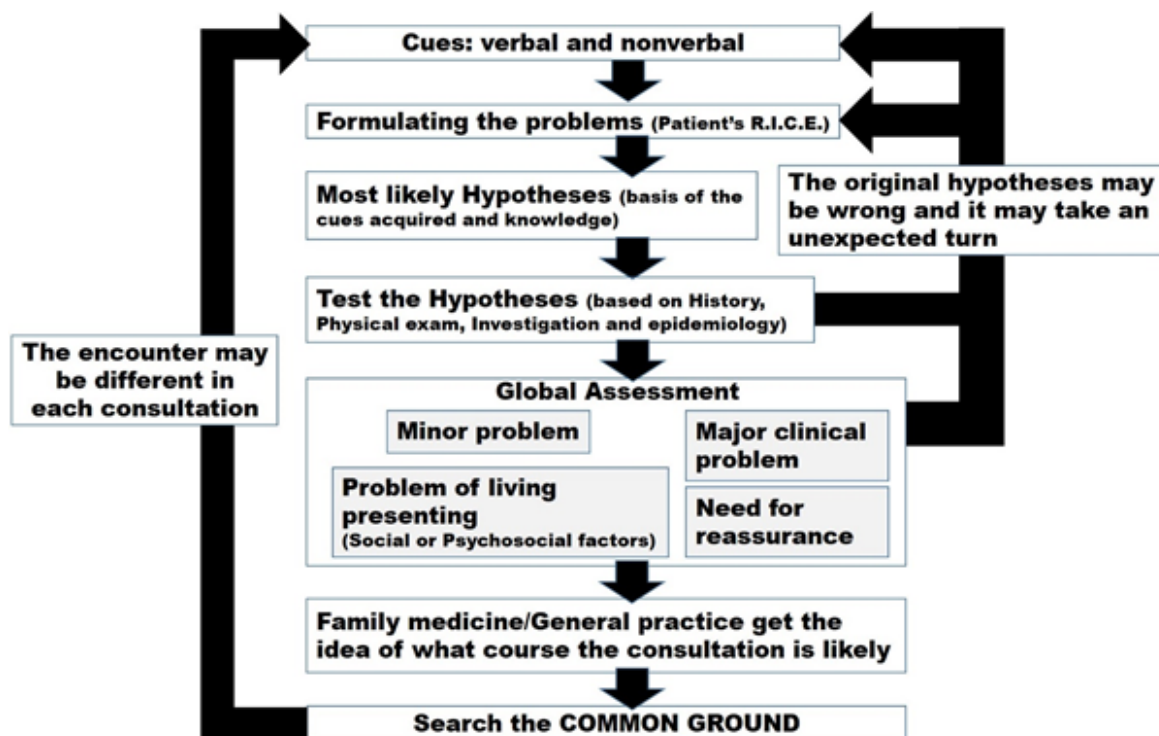 Cues: verbal and nonverbal
Formulating the problems (Patient's R.I.C.E.)
Most likely Hypotheses (basis of the
cues acquired and knowledge)
The original hypotheses may
be wrong and it may take an
unexpected turn
Test the Hypotheses (based on History,
Physical exam, Investigation and epidemiology)
The encounter may
be different in
each consultation
Global Assessment
Minor problem
Major clinical
problem
Problem of living
presenting
(Social or Psychosocial factors)
Need for
reassurance
Family medicine/General practice get the
idea of what course the consultation is likely
Search the COMMON GROUND